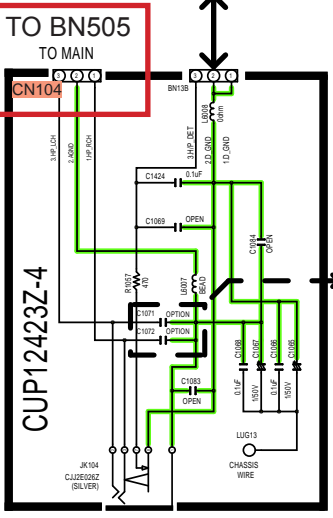 TO BN505
TO MAIN
3 2 1
CN104
BN13B
3 2 1
3.HP_LCH
2.AGND
1.HP_RCH
3.H/P_DET
2.D_GND
1.D_GND
L6008
0ohm
C1424
0.1uF
C1069
OPEN
C1084
OPEN
R1057
470
L6007
BEAD
C1071
OPTION
C1072
OPTION
CUP12423Z-4
C1068
0.1uF
C1067
1/50V
C1066
0.1uF
C1065
1/50V
C1083
OPEN
LUG13
CHASSIS
WIRE
JK104
CJJ2E026Z
(SILVER)